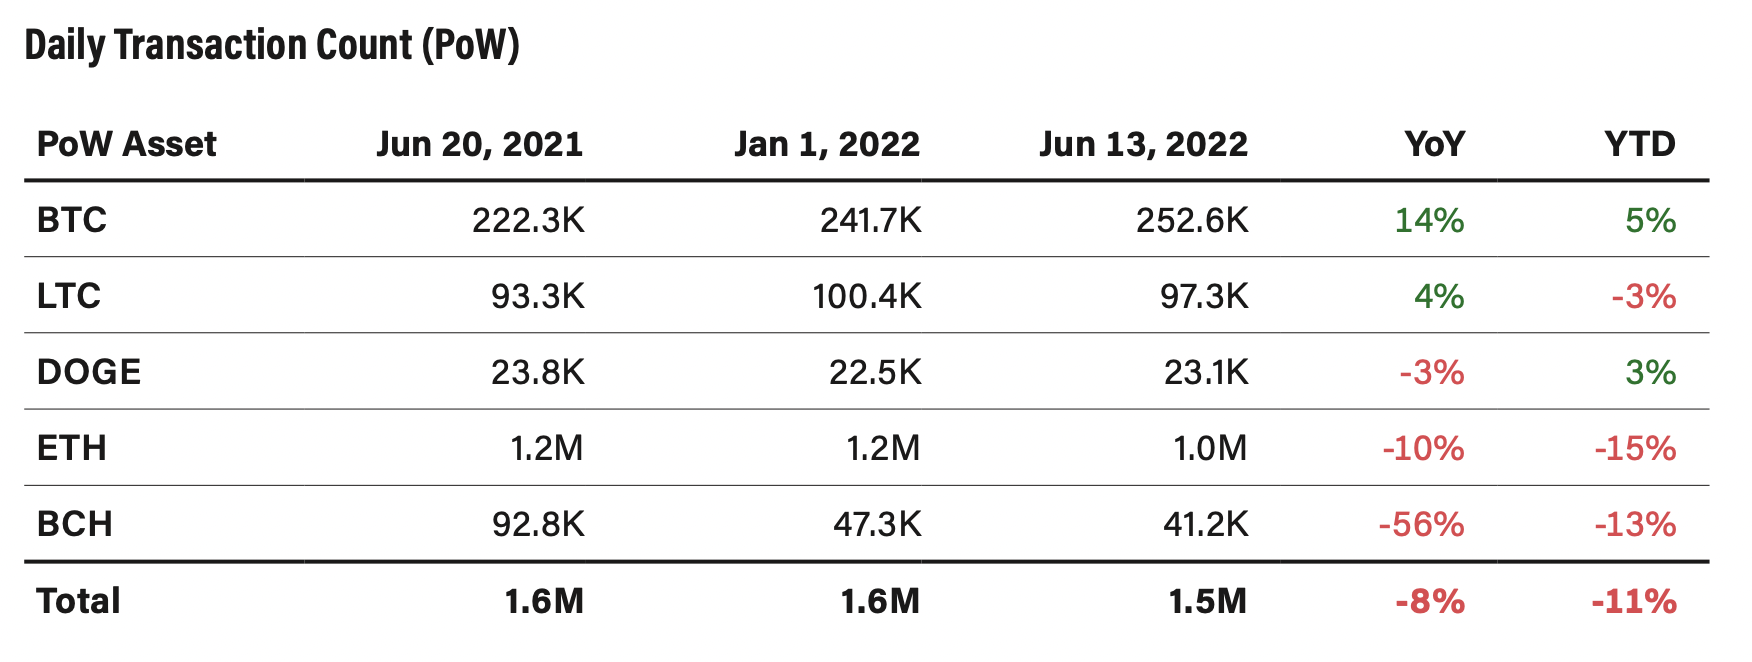 Daily Transaction Count (PoW)
PoW Asset Jun 20, 2021 Jan 1, 2022 Jun 13, 2022 YoY YTD
BTC 222.3K 241.7K 252.6K 14% 5%
LTC 93.3K 100.4K 97.3K 4% -3%
DOGE 23.8K 22.5K 23.1K -3% 3%
ETH 1.2M 1.2M 1.0M -10% -15%
BCH 92.8K 47.3K 41.2K -56% -13%
Total 1.6M 1.6M 1.5M -8% -11%